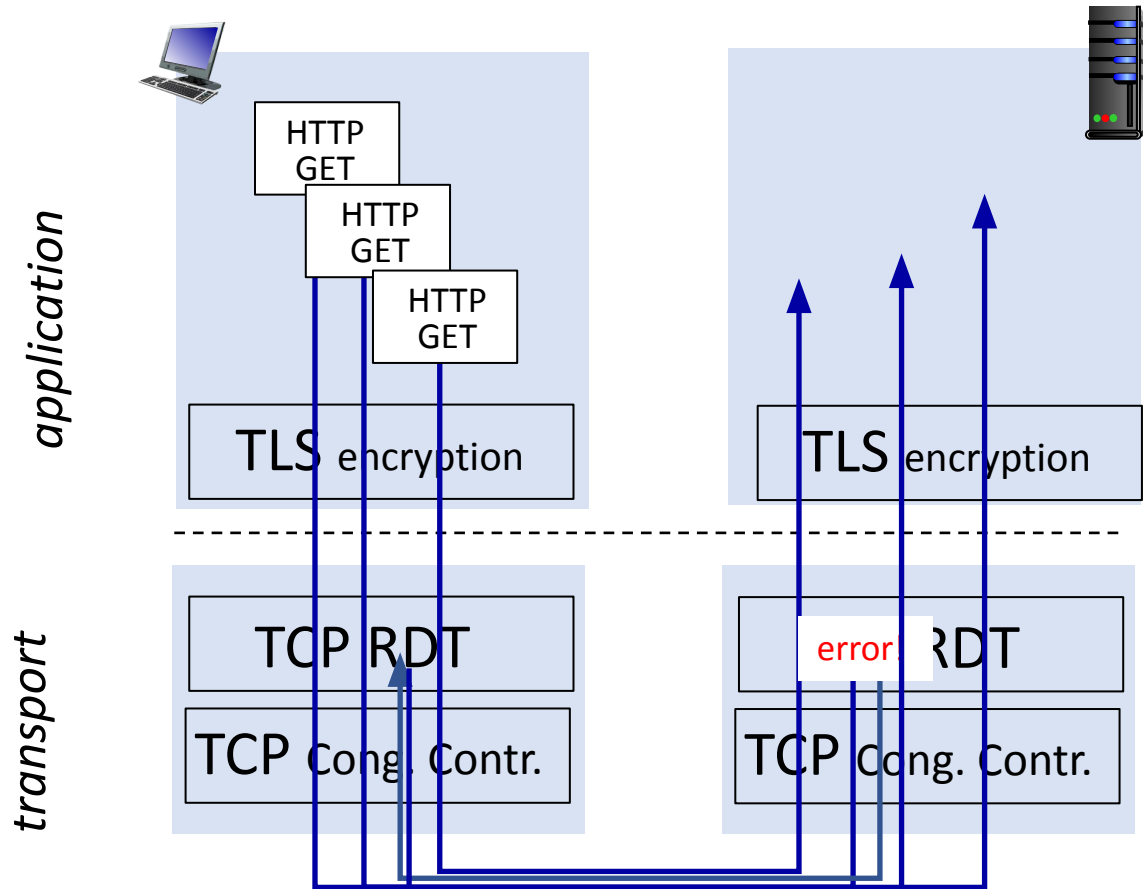 application
HTTP
GET
HTTP
GET
HTTP
GET
TLS encryption
TLS encryption
transport
TCP RDT
error! RDT
TCP Cong. Contr.
TCP Cong. Contr.